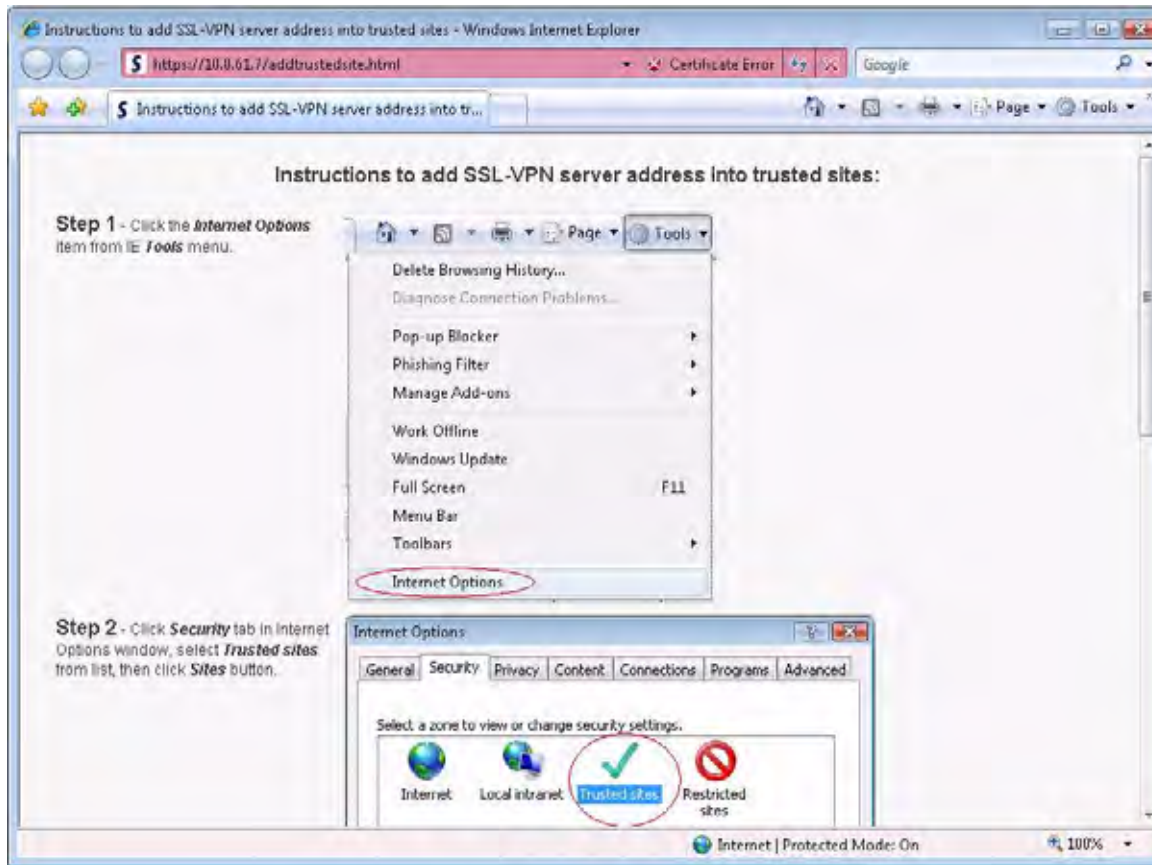 Instructions to add SSL-VPN server address into trusted sites - Windows Internet Explorer
https://10.0.61.7/addtrustedsite.html
Certificate Error
Google
Instructions to add SSL-VPN server address into tr...
Page
Tools
Instructions to add SSL-VPN server address into trusted sites:
Step 1 - Click the Internet Options
item from IE Tools menu.
Page
Tools
Delete Browsing History...
Diagnose Connection Problems...
Pop-up Blocker
Phishing Filter
Manage Add-ons
Work Offline
Windows Update
Full Screen F11
Menu Bar
Toolbars
Internet Options
Step 2 - Click Security tab in Internet
Options window, select Trusted sites
from list, then click Sites button.
Internet Options
General Security Privacy Content Connections Programs Advanced
Select a zone to view or change security settings.
Internet
Local intranet
Trusted sites
Restricted
sites
Internet | Protected Mode: On
100%